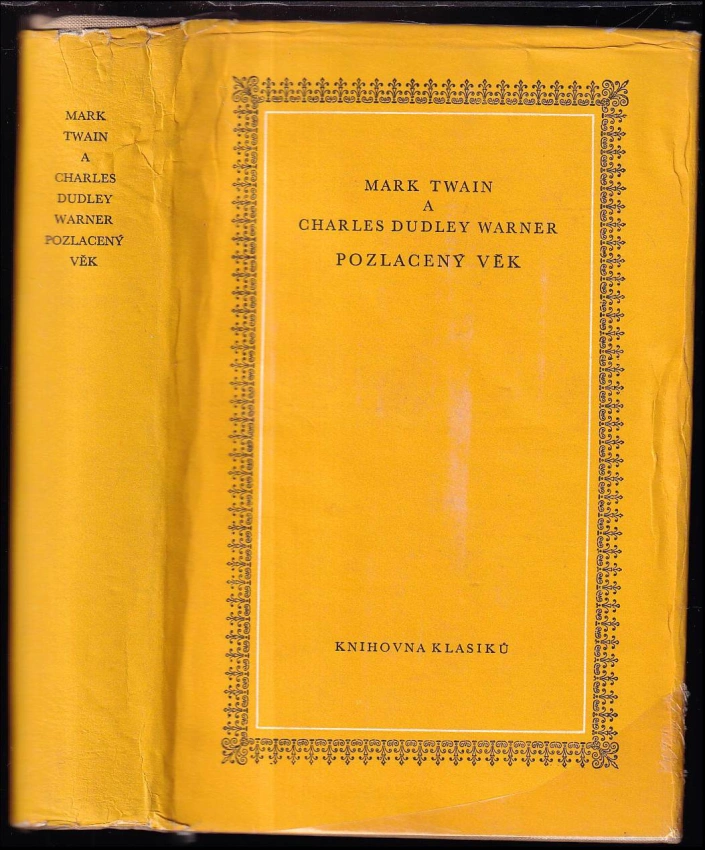 MARK
TWAIN
A
CHARLES
DUDLEY
WARNER
POZLACENÝ
VĚK
MARK TWAIN
A
CHARLES DUDLEY WARNER
POZLACENÝ VĚK
KNIHOVNA KLASIKŮ